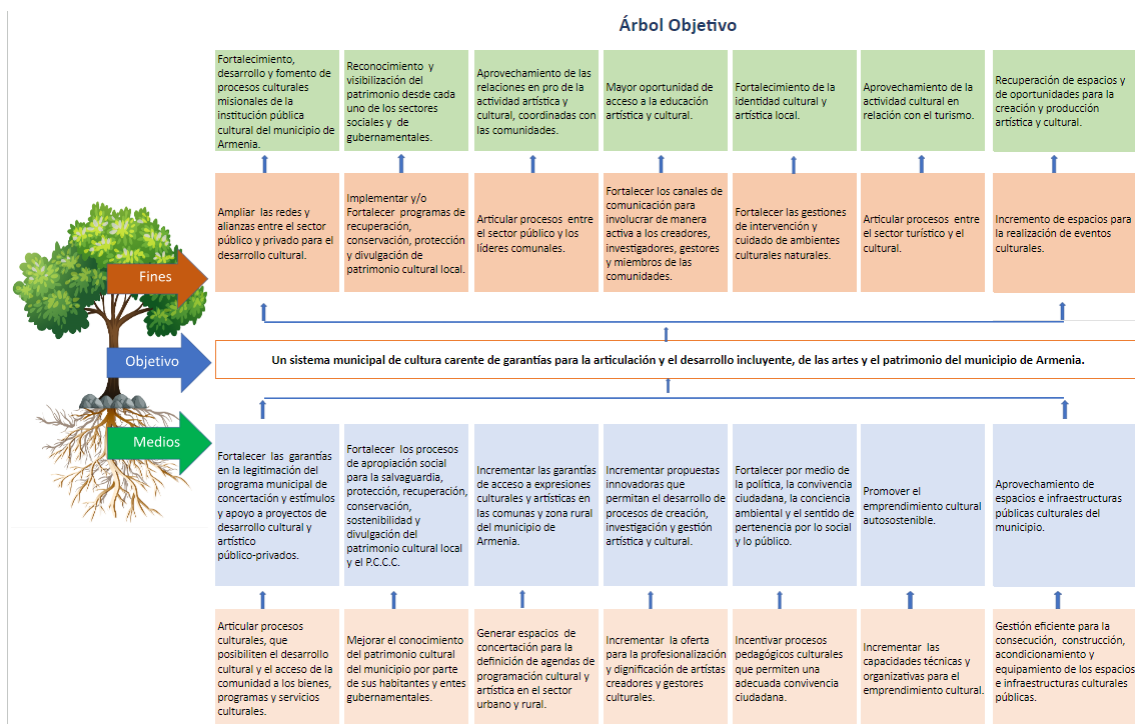 Árbol Objetivo
Fortalecimiento,
desarrollo y fomento de
procesos culturales
misionales de la
institución pública
cultural del municipio de
Armenia.
Reconocimiento y
visibilización del
patrimonio desde cada
uno de los sectores
sociales y de
gubernamentales.
Aprovechamiento de las
relaciones en pro de la
actividad artística y
cultural, coordinadas con
las comunidades.
Mayor oportunidad de
acceso a la educación
artística y cultural.
Fortalecimiento de la
identidad cultural y
artística local.
Aprovechamiento de la
actividad cultural en
relación con el turismo.
Recuperación de espacios y
de oportunidades para la
creación y producción
artística y cultural.
Ampliar las redes y
alianzas entre el sector
público y privado para el
desarrollo cultural.
Implementar y/o
Fortalecer programas de
recuperación,
conservación, protección
y divulgación de
patrimonio cultural local.
Articular procesos entre
el sector público y los
líderes comunales.
Fortalecer los canales de
comunicación para
involucrar de manera
activa a los creadores,
investigadores, gestores
y miembros de las
comunidades.
Fortalecer las gestiones
de intervención y
cuidado de ambientes
culturales naturales.
Articular procesos entre
el sector turístico y el
cultural.
Incremento de espacios para
la realización de eventos
culturales.
Fines
Objetivo
Un sistema municipal de cultura carente de garantías para la articulación y el desarrollo incluyente, de las artes y el patrimonio del municipio de Armenia.
Medios
Fortalecer las garantías
en la legitimación del
programa municipal de
concertación y estímulos
y apoyo a proyectos de
desarrollo cultural y
artístico
público-privados.
Fortalecer los procesos
de apropiación social
para la salvaguardia,
protección, recuperación,
conservación,
sostenibilidad y
divulgación del
patrimonio cultural local
y el P.C.C.C.
Incrementar las garantías
de acceso a expresiones
culturales y artísticas en
las comunas y zona rural
del municipio de
Armenia.
Incrementar propuestas
innovadoras que
permitan el desarrollo de
procesos de creación,
investigación y gestión
artística y cultural.
Fortalecer por medio de
la política, la convivencia
ciudadana, la conciencia
ambiental y el sentido de
pertenencia por lo social
y lo público.
Promover el
emprendimiento cultural
autosostenible.
Aprovechamiento de
espacios e infraestructuras
públicas culturales del
municipio.
Articular procesos
culturales, que
posibiliten el desarrollo
cultural y el acceso de la
comunidad a los bienes,
programas y servicios
culturales.
Mejorar el conocimiento
del patrimonio cultural
del municipio por parte
de sus habitantes y entes
gubernamentales.
Generar espacios de
concertación para la
definición de agendas de
programación cultural y
artística en el sector
urbano y rural.
Incrementar la oferta
para la profesionalización
y dignificación de artistas
creadores y gestores
culturales.
Incentivar procesos
pedagógicos culturales
que permiten una
adecuada convivencia
ciudadana.
Incrementar las
capacidades técnicas y
organizativas para el
emprendimiento cultural.
Gestión eficiente para la
consecución, construcción,
acondicionamiento y
equipamiento de los espacios
e infraestructuras culturales
públicas.